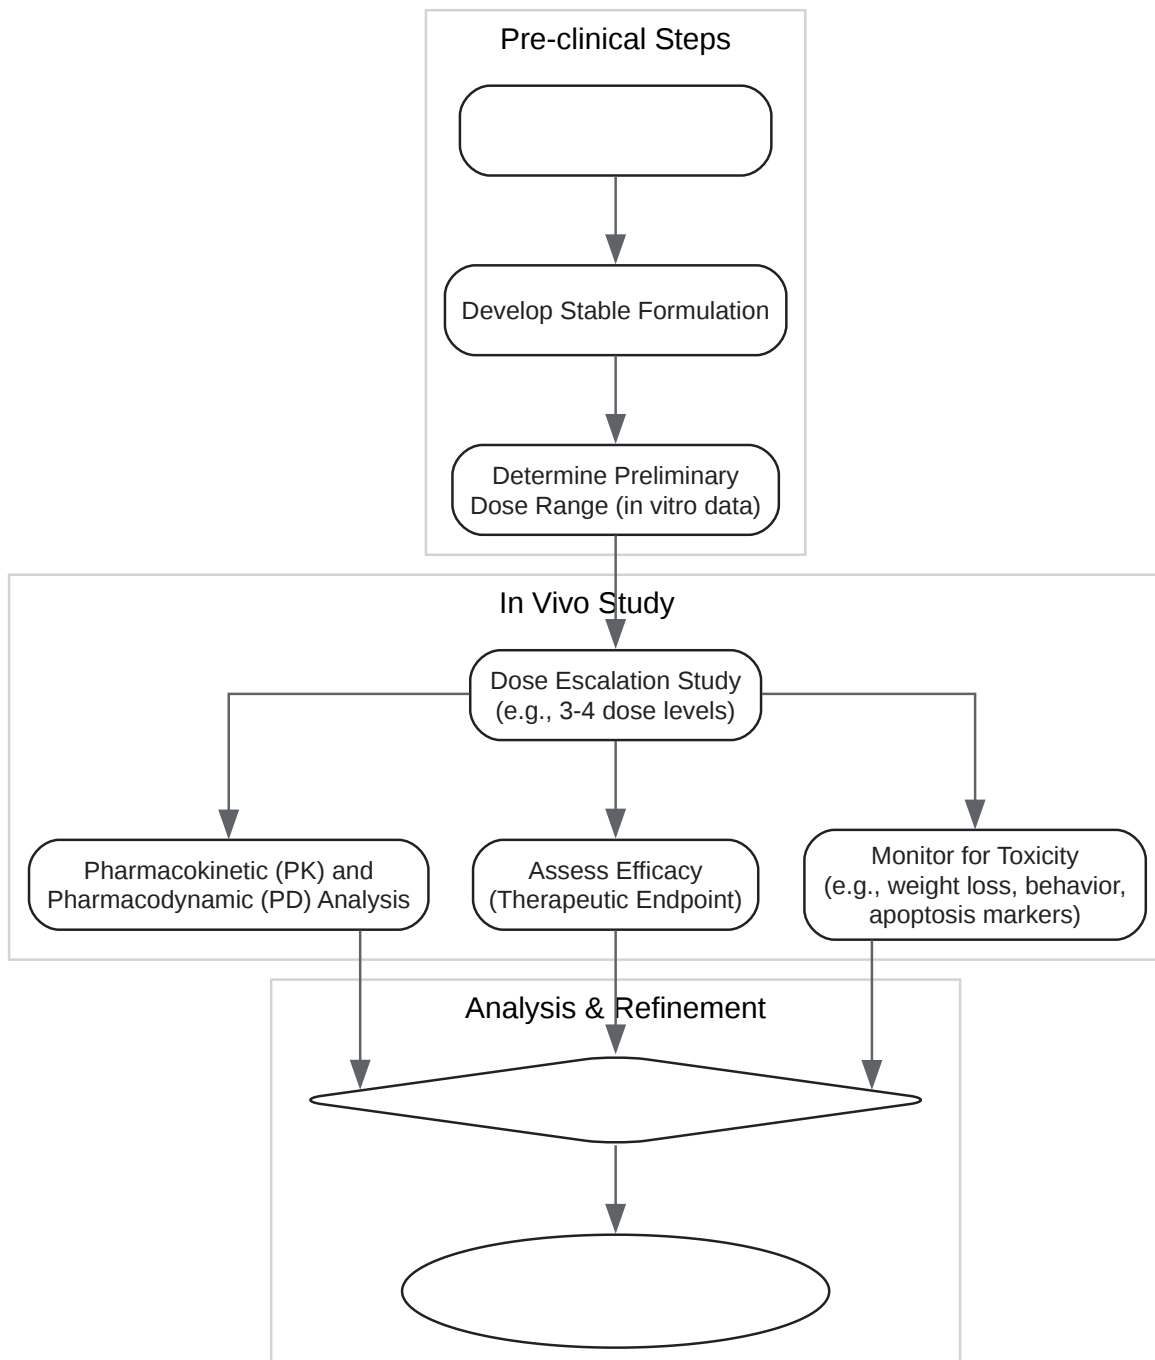 Pre-clinical Steps
Develop Stable Formulation
Determine Preliminary
Dose Range (in vitro data)
In Vivo Study
Dose Escalation Study
(e.g., 3-4 dose levels)
Pharmacokinetic (PK) and
Pharmacodynamic (PD) Analysis
Assess Efficacy
(Therapeutic Endpoint)
Monitor for Toxicity
(e.g., weight loss, behavior,
apoptosis markers)
Analysis & Refinement